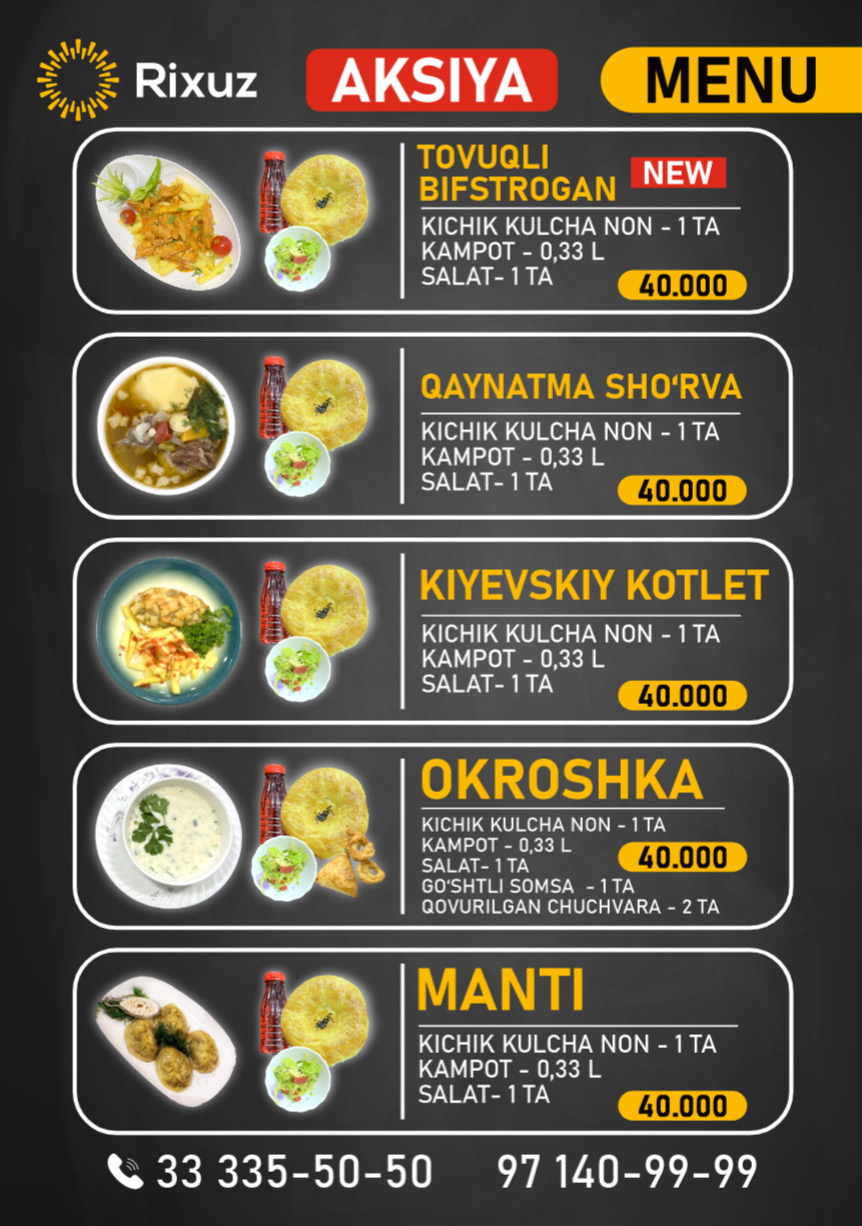 Rixuz
AKSIYA
MENU
TOVUQLI
BIFSTROGAN
NEW
KICHIK KULCHA NON - 1 TA
KAMPOT - 0,33 L
SALAT- 1 TA
40.000
QAYNATMA SHO‘RVA
KICHIK KULCHA NON - 1 TA
KAMPOT - 0,33 L
SALAT- 1 TA
40.000
KIYEVSKIY KOTLET
KICHIK KULCHA NON - 1 TA
KAMPOT - 0,33 L
SALAT- 1 TA
40.000
OKROSHKA
KICHIK KULCHA NON - 1 TA
KAMPOT - 0,33 L
SALAT- 1 TA
40.000
GO‘SHTLI SOMSA - 1 TA
QOVURILGAN CHUCHVARA - 2 TA
MANTI
KICHIK KULCHA NON - 1 TA
KAMPOT - 0,33 L
SALAT- 1 TA
40.000
33 335-50-50
97 140-99-99